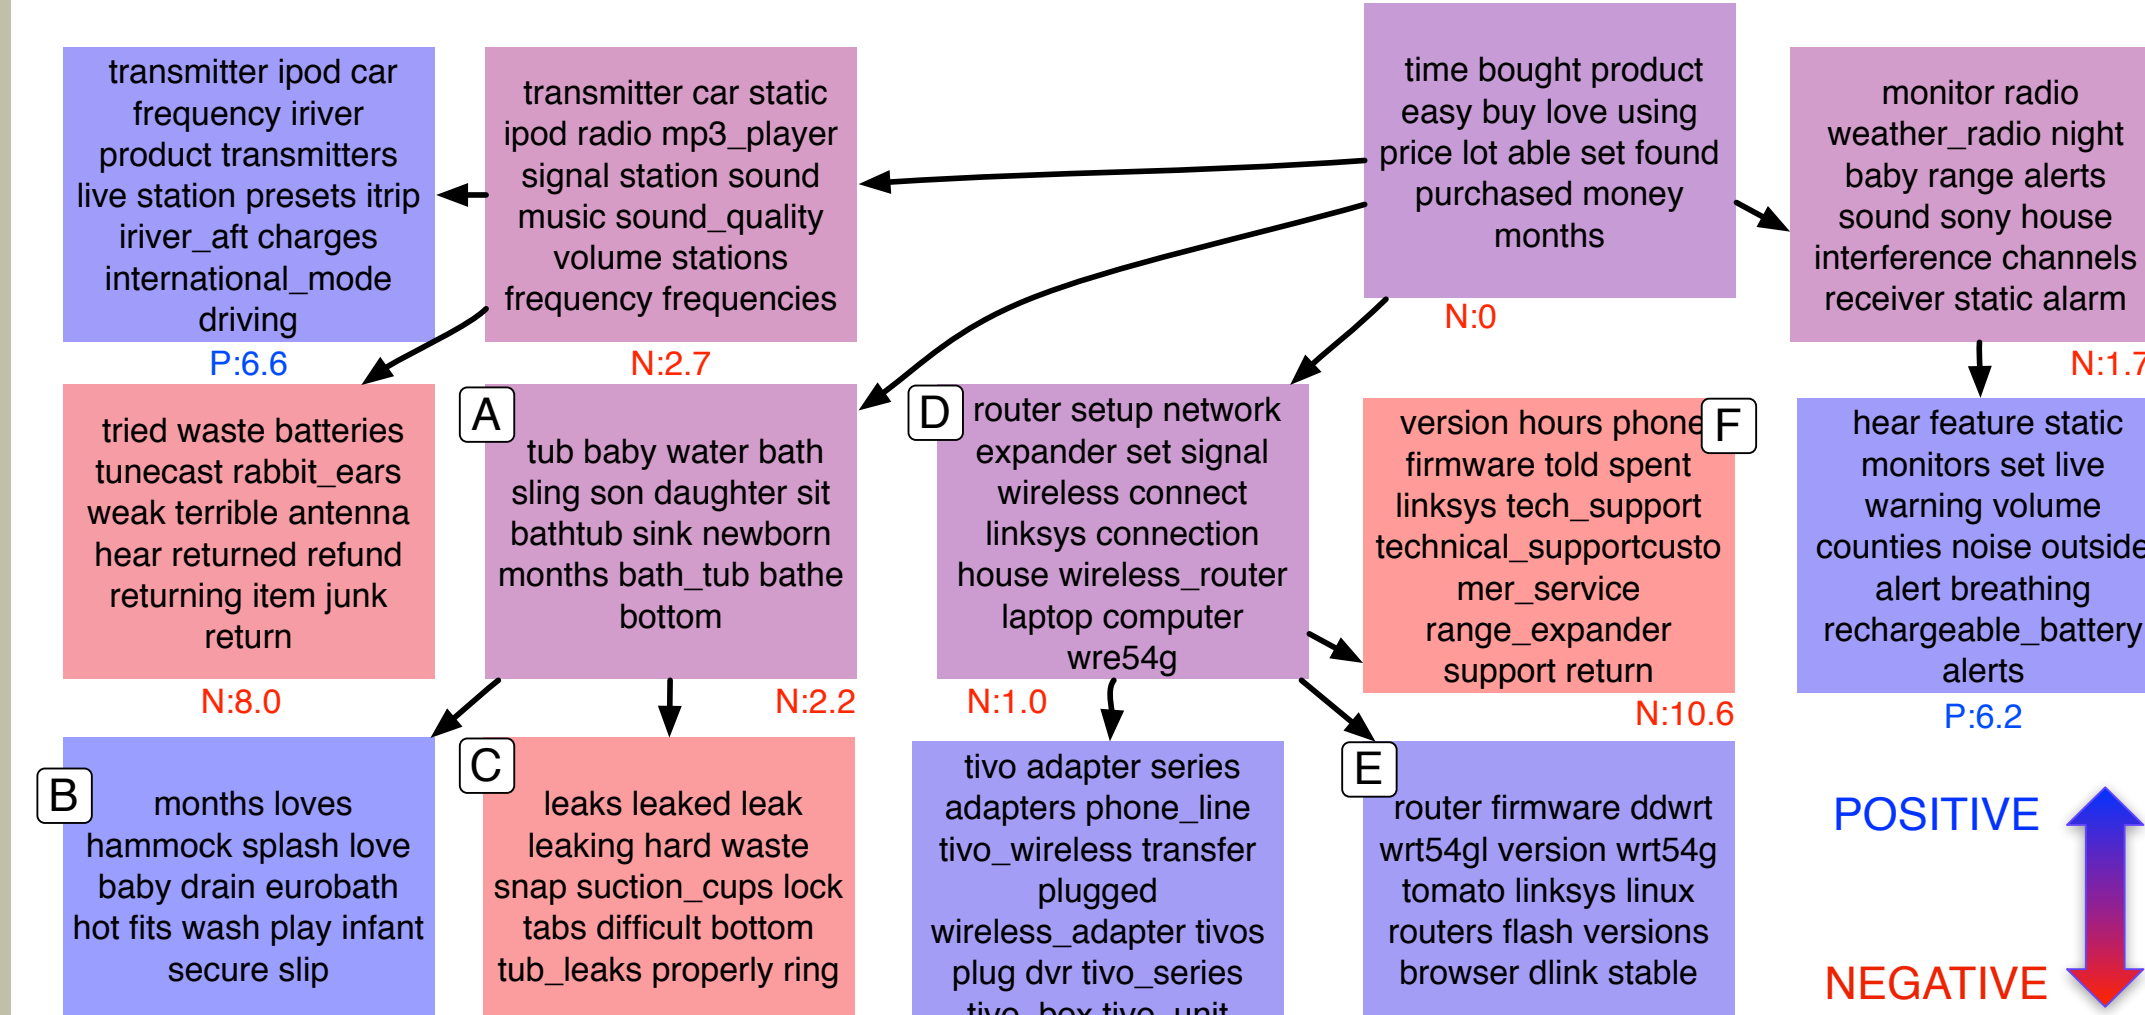 transmitter ipod car
frequency iriver
product transmitters
live station presets itrip
iriver_aft charges
international_mode
driving
P:6.6
transmitter car static
ipod radio mp3_player
signal station sound
music sound_quality
volume stations
frequency frequencies
N:2.7
time bought product
easy buy love using
price lot able set found
purchased money
months
N:0
monitor radio
weather_radio night
baby range alerts
sound sony house
interference channels
receiver static alarm
N:1.7
tried waste batteries
tunecast rabbit_ears
weak terrible antenna
hear returned refund
returning item junk
return
N:8.0
A
tub baby water bath
sling son daughter sit
bathtub sink newborn
months bath_tub bathe
bottom
N:2.2
D
router setup network
expander set signal
wireless connect
linksys connection
house wireless_router
laptop computer
wre54g
N:1.0
version hours phone
F
firmware told spent
linksys tech_support
technical_supportcusto
mer_service
range_expander
support return
N:10.6
hear feature static
monitors set live
warning volume
counties noise outside
alert breathing
rechargeable_battery
alerts
P:6.2
B
months loves
hammock splash love
baby drain eurobath
hot fits wash play infant
secure slip
C
leaks leaked leak
leaking hard waste
snap suction_cups lock
tabs difficult bottom
tub_leaks properly ring
tivo adapter series
adapters phone_line
tivo_wireless transfer
plugged
wireless_adapter tivos
plug dvr tivo_series
tivo_box tivo_unit
E
router firmware ddwrt
wrt54gl version wrt54g
tomato linksys linux
routers flash versions
browser dlink stable
POSITIVE
NEGATIVE